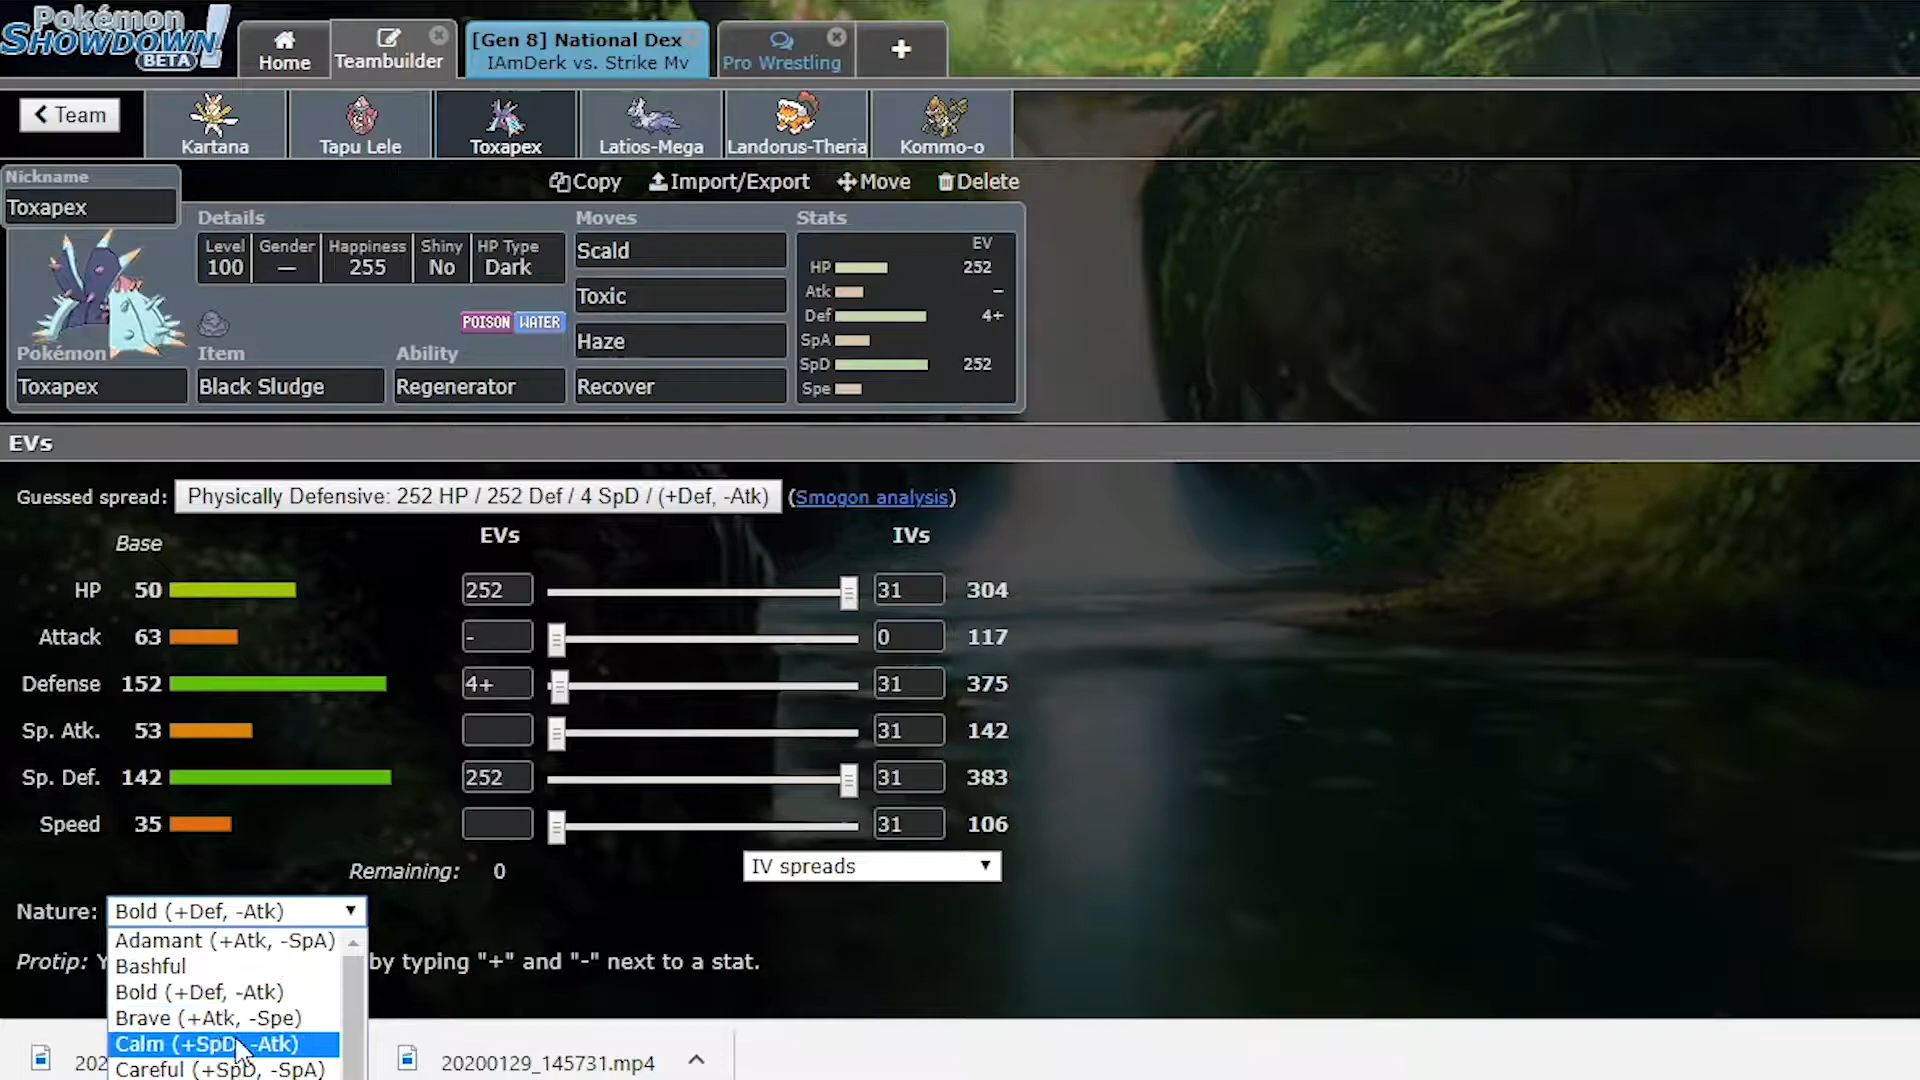 Pokémon
SHOWDOWN!
BETA
Home
Teambuilder
[Gen 8] National Dex
IAmDerk vs. Strike Mv
Pro Wrestling
+
Team
Kartana
Tapu Lele
Toxapex
Latios-Mega
Landorus-Theria
Kommo-o
Copy
Import/Export
Move
Delete
Nickname
Toxapex
Details
Level
100
Gender
—
Happiness
255
Shiny
No
HP Type
Dark
POISON WATER
Pokémon
Toxapex
Item
Black Sludge
Ability
Regenerator
Moves
Scald
Toxic
Haze
Recover
Stats
EV
HP 252
Atk –
Def 4+
SpA
SpD 252
Spe
EVs
Guessed spread: Physically Defensive: 252 HP / 252 Def / 4 SpD / (+Def, -Atk) (Smogon analysis)
Base EVs IVs
HP 50 252 31 304
Attack 63 - 0 117
Defense 152 4+ 31 375
Sp. Atk. 53 31 142
Sp. Def. 142 252 31 383
Speed 35 31 106
Remaining: 0
IV spreads
Nature: Bold (+Def, -Atk)
Adamant (+Atk, -SpA)
Bashful
Bold (+Def, -Atk)
Brave (+Atk, -Spe)
Calm (+SpD, -Atk)
Careful (+SpD, -SpA)
Protip: Y by typing "+" and "-" next to a stat.
202
20200129_145731.mp4